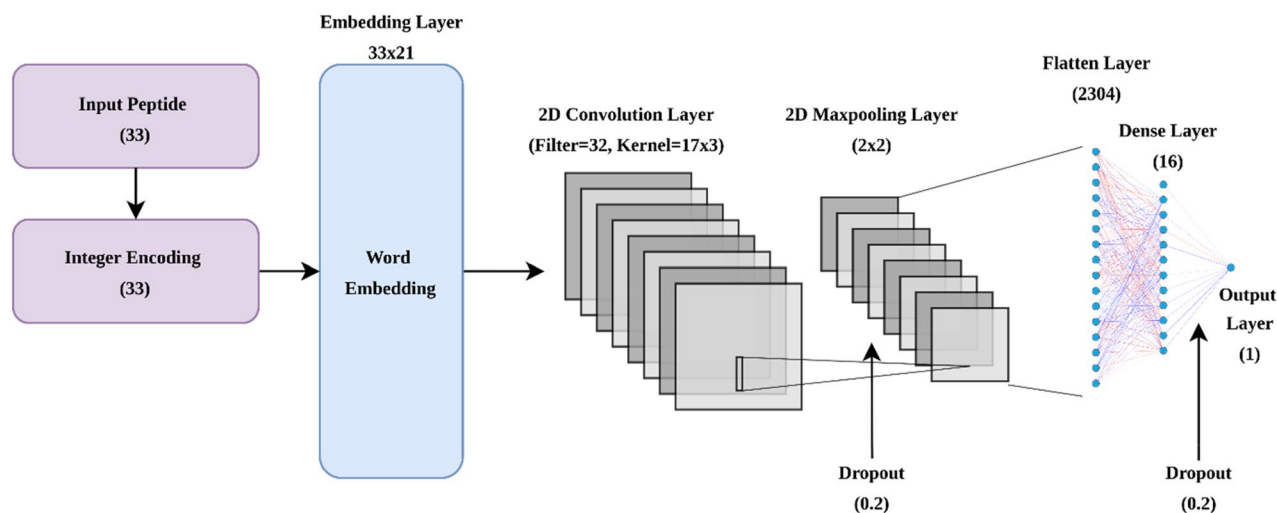 Input Peptide
(33)
Integer Encoding
(33)
Embedding Layer
33x21
Word
Embedding
2D Convolution Layer
(Filter=32, Kernel=17x3)
2D Maxpooling Layer
(2x2)
Dropout
(0.2)
Flatten Layer
(2304)
Dense Layer
(16)
Output
Layer
(1)
Dropout
(0.2)